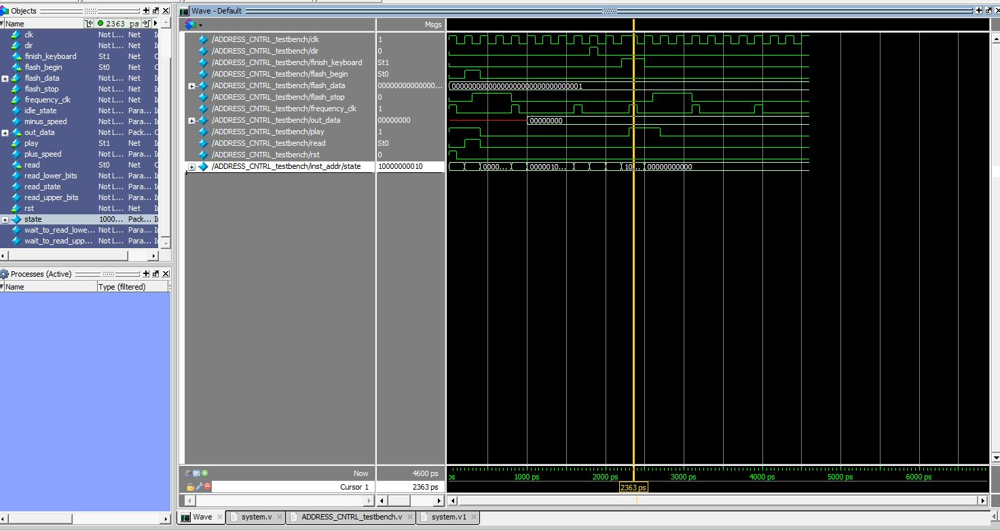 Objects
Name 2363 ps
clk Not L... Net I
dir Not L... Net I
finish_keyboard St1 Net
flash_begin St0 Net
flash_data Not L... Net I
flash_stop Not L... Net I
frequency_clk Not L... Net I
idle_state Not L... Para... I
minus_speed Not L... Para... I
out_data Not L... Pack...
play St1 Net
plus_speed Not L... Para... I
read St0 Net
read_lower_bits Not L... Para... I
read_state Not L... Para... I
read_upper_bits Not L... Para... I
rst Not L... Net I
state 1000... Pack... I
wait_to_read_lowe... Not L... Para... I
wait_to_read_upp... Not L... Para... I
Processes (Active)
Name Type (filtered)
Wave - Default
Msgs
/ADDRESS_CNTRL_testbench/clk 1
/ADDRESS_CNTRL_testbench/dir 0
/ADDRESS_CNTRL_testbench/finish_keyboard St1
/ADDRESS_CNTRL_testbench/flash_begin St0
/ADDRESS_CNTRL_testbench/flash_data 00000000000000... 00000000000000000000000000000001
/ADDRESS_CNTRL_testbench/flash_stop 0
/ADDRESS_CNTRL_testbench/frequency_clk 1
/ADDRESS_CNTRL_testbench/out_data 00000000 00000000
/ADDRESS_CNTRL_testbench/play 1
/ADDRESS_CNTRL_testbench/read St0
/ADDRESS_CNTRL_testbench/rst 0
/ADDRESS_CNTRL_testbench/inst_addr/state 10000000010 0000... 0000010... 10... 00000000000
Now 4600 ps ps 1000 ps 2000 ps 3000 ps 4000 ps 5000 ps 6000 ps
Cursor 1 2363 ps 2363 ps
Wave system.v ADDRESS_CNTRL_testbench.v system.v1